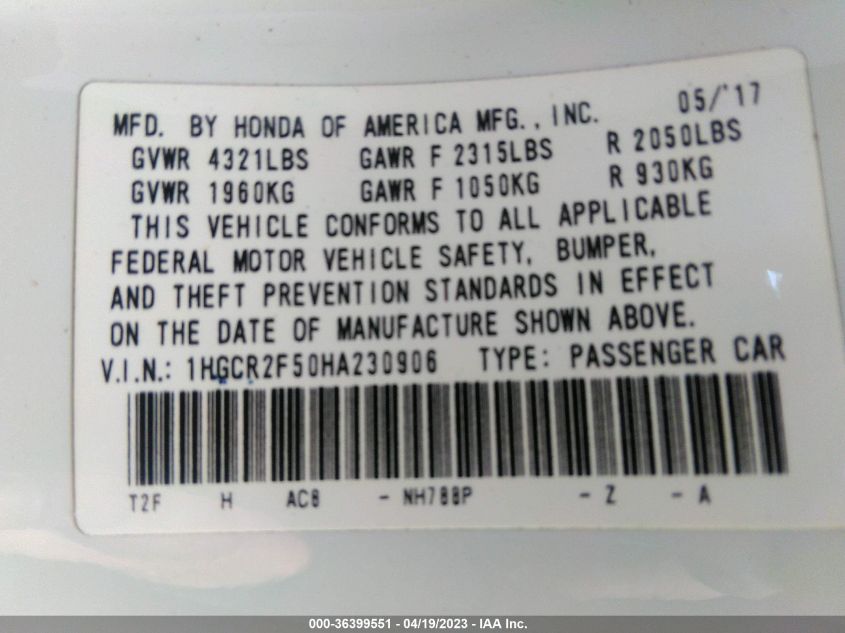 MFD. BY HONDA OF AMERICA MFG., INC. 05/'17
GVWR 4321LBS GAWR F 2315LBS R 2050LBS
GVWR 1960KG GAWR F 1050KG R 930KG
THIS VEHICLE CONFORMS TO ALL APPLICABLE
FEDERAL MOTOR VEHICLE SAFETY, BUMPER,
AND THEFT PREVENTION STANDARDS IN EFFECT
ON THE DATE OF MANUFACTURE SHOWN ABOVE.
V.I.N.: 1HGCR2F50HA230906 TYPE: PASSENGER CAR
T2F H AC8 - NH788P - Z - A
000-36399551 - 04/19/2023 - IAA Inc.